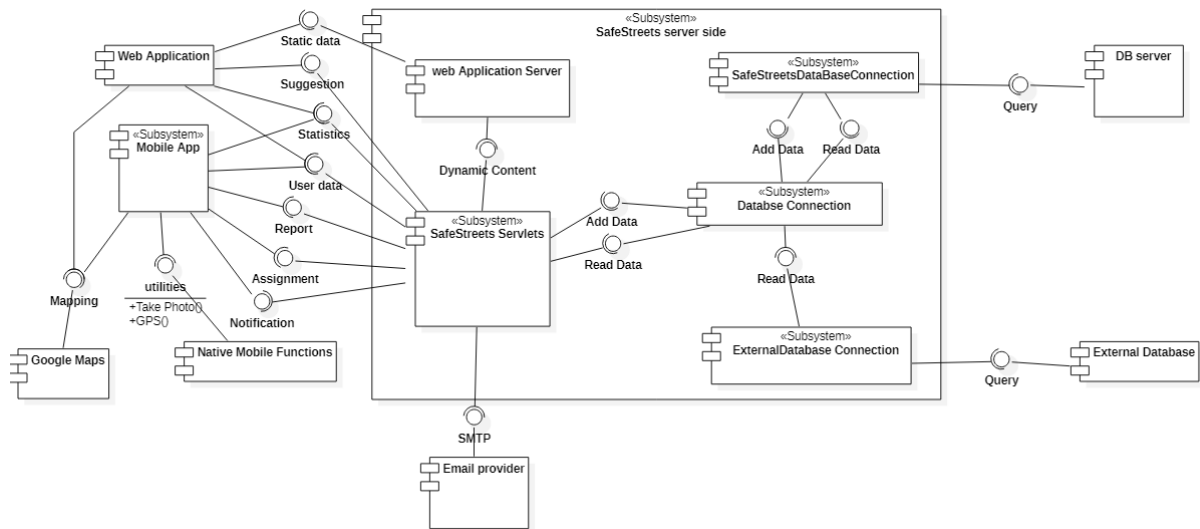 «Subsystem»
SafeStreets server side
Static data
Web Application
web Application Server
«Subsystem»
SafeStreetsDataBaseConnection
DB server
Suggestion
Query
«Subsystem»
Mobile App
Statistics
Add Data
Read Data
Dynamic Content
User data
«Subsystem»
Databse Connection
Report
«Subsystem»
SafeStreets Servlets
Add Data
Read Data
Assignment
Read Data
Mapping
utilities
+Take Photo()
+GPS()
Notification
Google Maps
Native Mobile Functions
«Subsystem»
ExternalDatabase Connection
External Database
Query
SMTP
Email provider